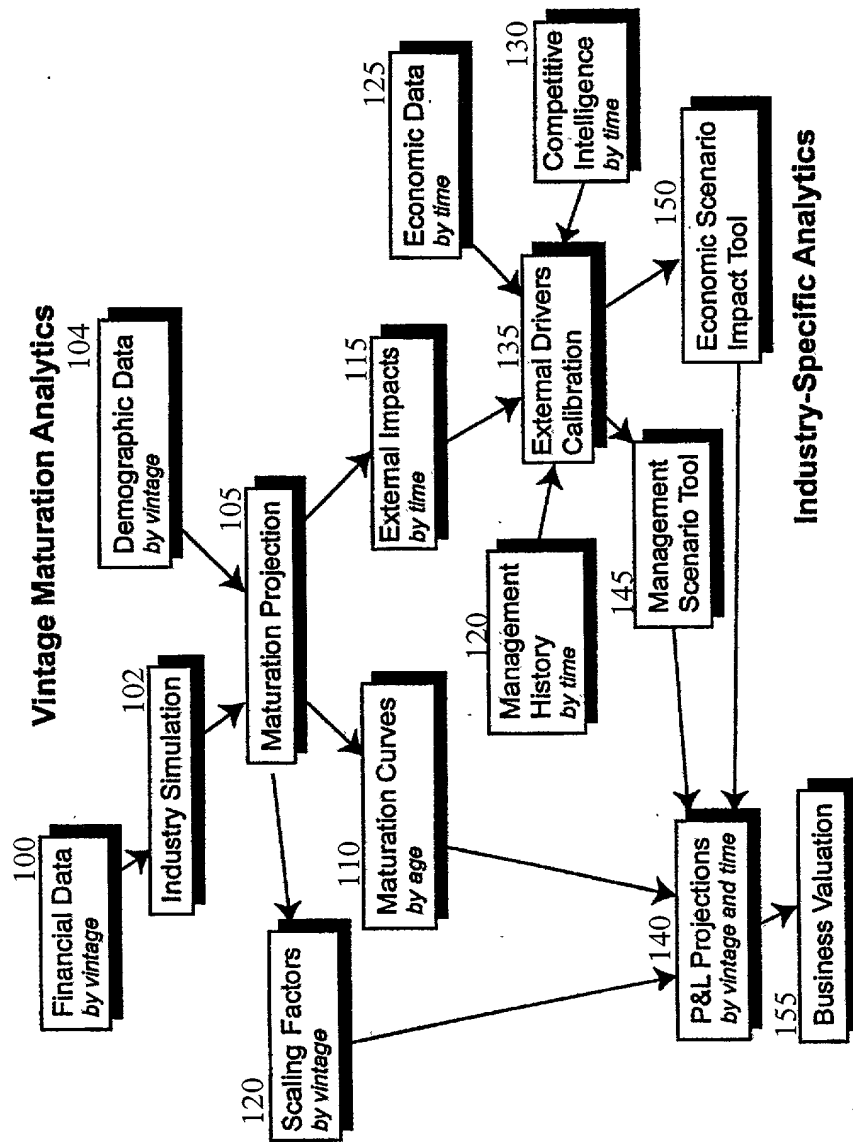 Vintage Maturation Analytics
100
Financial Data
by vintage
102
Industry Simulation
104
Demographic Data
by vintage
105
Maturation Projection
120
Scaling Factors
by vintage
110
Maturation Curves
by age
115
External Impacts
by time
125
Economic Data
by time
130
Competitive
Intelligence
by time
120
Management
History
by time
135
External Drivers
Calibration
145
Management
Scenario Tool
150
Economic Scenario
Impact Tool
140
P&L Projections
by vintage and time
155
Business Valuation
Industry-Specific Analytics